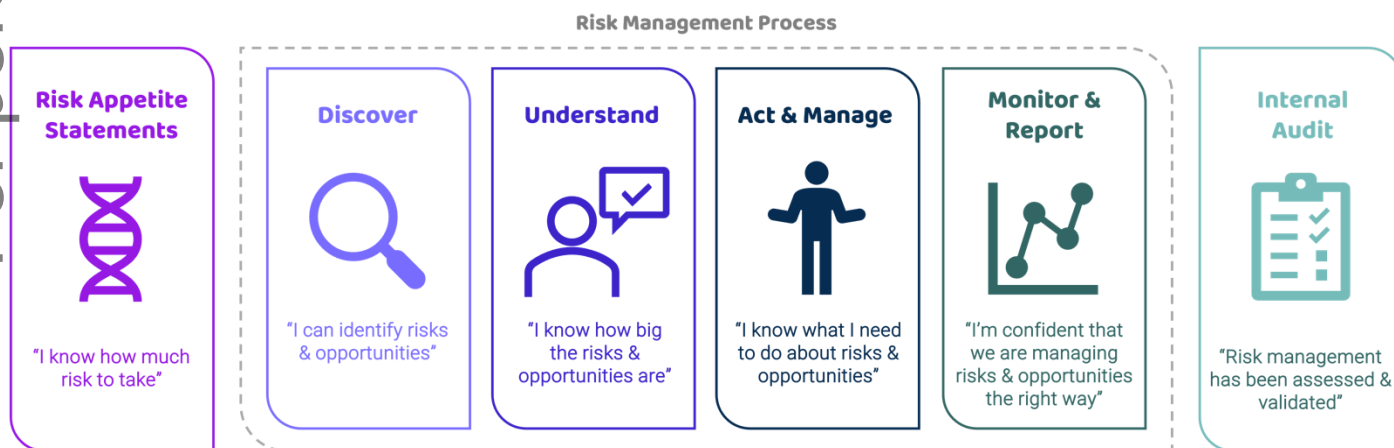 Risk Management Process
Risk Appetite
Statements
“I know how much
risk to take”
Discover
“I can identify risks
& opportunities”
Understand
“I know how big
the risks &
opportunities are”
Act & Manage
“I know what I need
to do about risks &
opportunities”
Monitor &
Report
“I’m confident that
we are managing
risks & opportunities
the right way”
Internal
Audit
“Risk management
has been assessed &
validated”